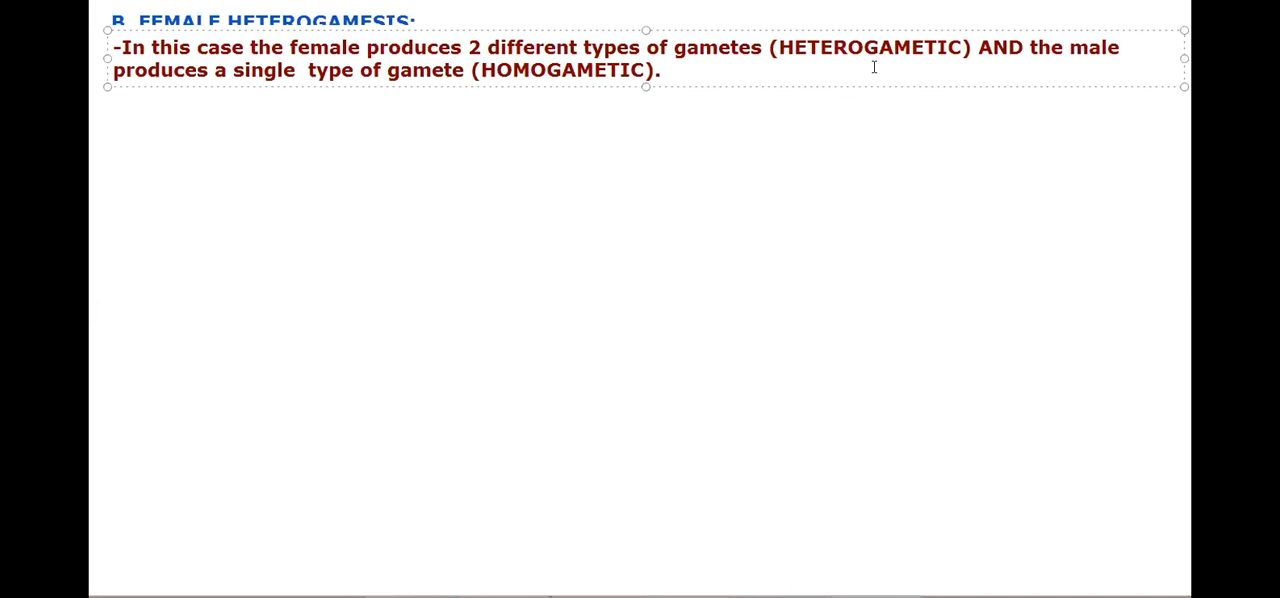 B. FEMALE HETEROGAMESIS:
-In this case the female produces 2 different types of gametes (HETEROGAMETIC) AND the male
produces a single  type of gamete (HOMOGAMETIC).